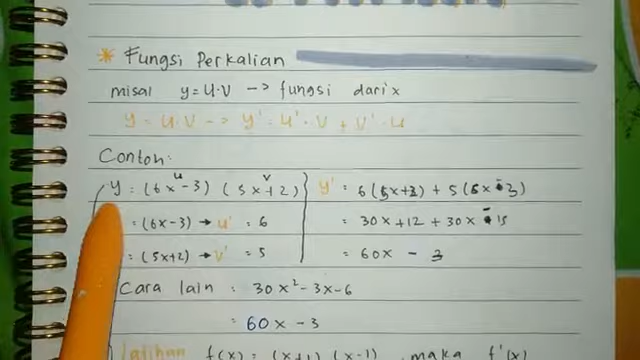 * Fungsi Perkalian
misal y = u.v -> fungsi dari x
y = u.v -> y' = u'.v + v'.u
Contoh:
u v
y = (6x-3) (5x+2) y' = 6(5x+2) + 5(6x-3)
= (6x-3) → u' = 6 = 30x+12 + 30x - 15
= (5x+2) → v' = 5 = 60x - 3
Cara lain : 30x²-3x-6
= 60x - 3
latihan f(x) = (x+1) (x-1) maka f'(x)